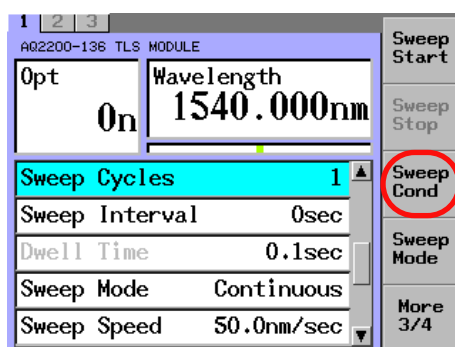 1 2 3
AQ2200-136 TLS MODULE
Opt
On
Wavelength
1540.000nm
Sweep Cycles 1
Sweep Interval 0sec
Dwell Time 0.1sec
Sweep Mode Continuous
Sweep Speed 50.0nm/sec
Sweep
Start
Sweep
Stop
Sweep
Cond
Sweep
Mode
More
3/4